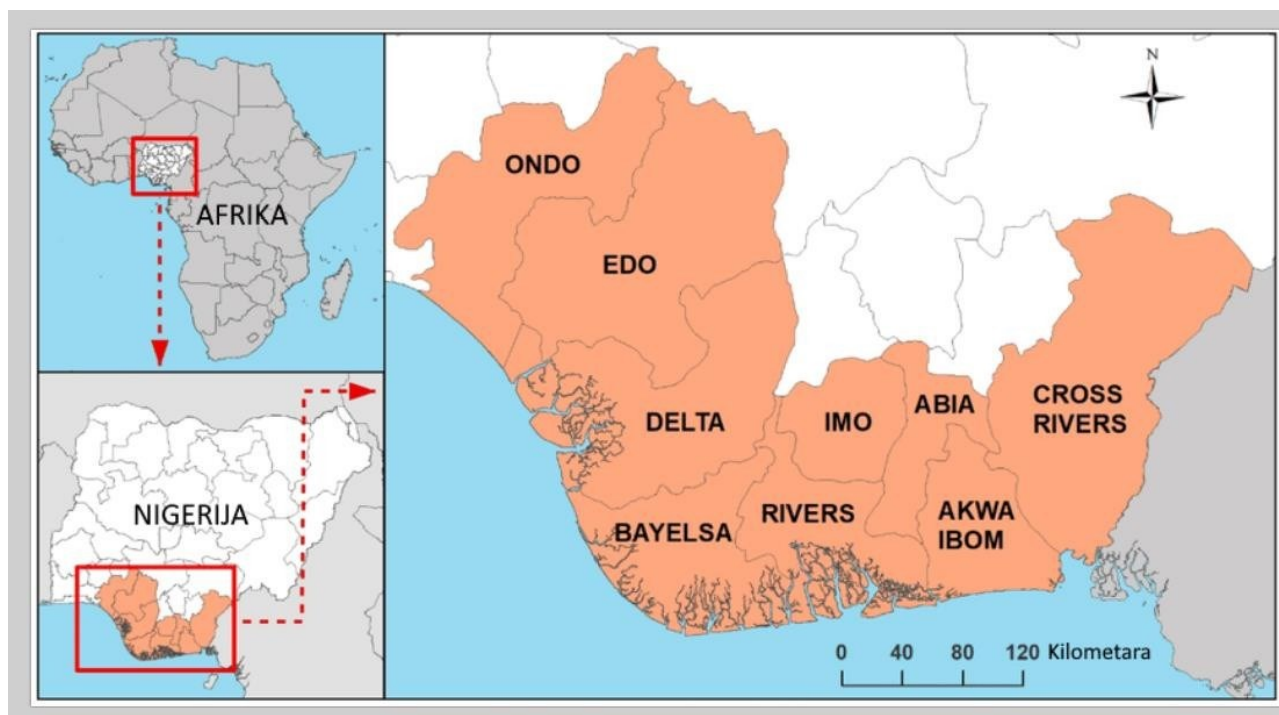 AFRIKA
NIGERIJA
N
ONDO
EDO
DELTA
IMO
ABIA
CROSS
RIVERS
BAYELSA
RIVERS
AKWA
IBOM
0 40 80 120 Kilometara